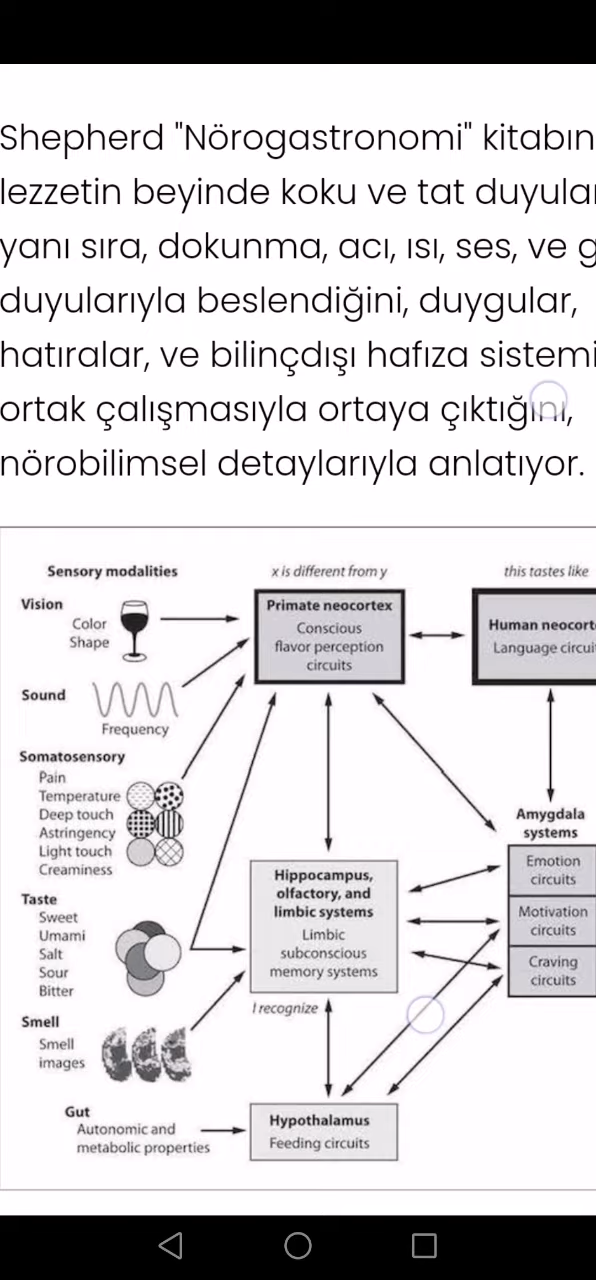 Shepherd "Nörogastronomi" kitabın
lezzetin beyinde koku ve tat duyular
yanı sıra, dokunma, acı, ısı, ses, ve g
duyularıyla beslendiğini, duygular,
hatıralar, ve bilinçdışı hafıza sistemi
ortak çalışmasıyla ortaya çıktığını,
nörobilimsel detaylarıyla anlatıyor.
Sensory modalities
x is different from y
this tastes like
Vision
Color
Shape
Primate neocortex
Conscious
flavor perception
circuits
Human neocort
Language circui
Sound
Frequency
Somatosensory
Pain
Temperature
Deep touch
Astringency
Light touch
Creaminess
Amygdala
systems
Emotion
circuits
Motivation
circuits
Craving
circuits
Hippocampus,
olfactory, and
limbic systems
Limbic
subconscious
memory systems
I recognize
Taste
Sweet
Umami
Salt
Sour
Bitter
Smell
Smell
images
Gut
Autonomic and
metabolic properties
Hypothalamus
Feeding circuits